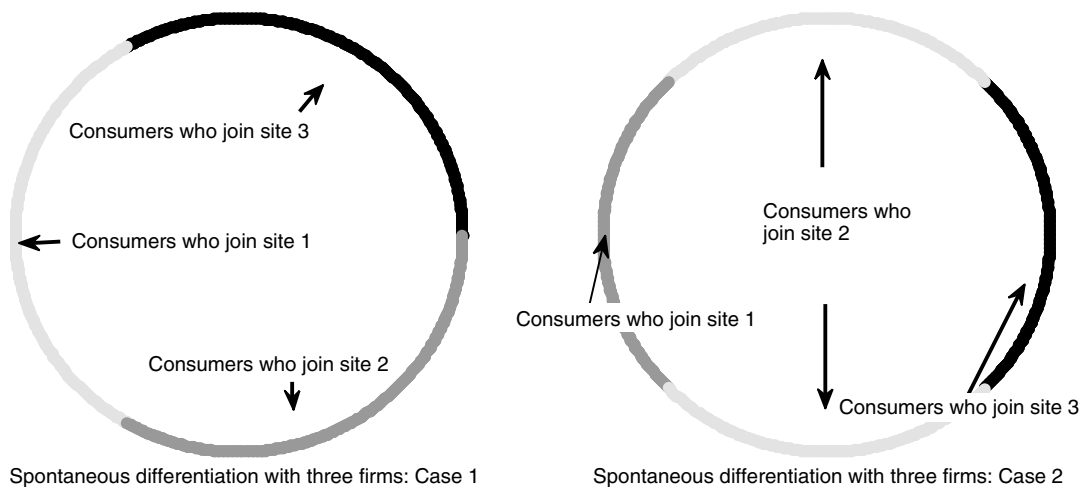 Consumers who join site 3
Consumers who join site 1
Consumers who join site 2
Spontaneous differentiation with three firms: Case 1
Consumers who
join site 2
Consumers who join site 1
Consumers who join site 3
Spontaneous differentiation with three firms: Case 2